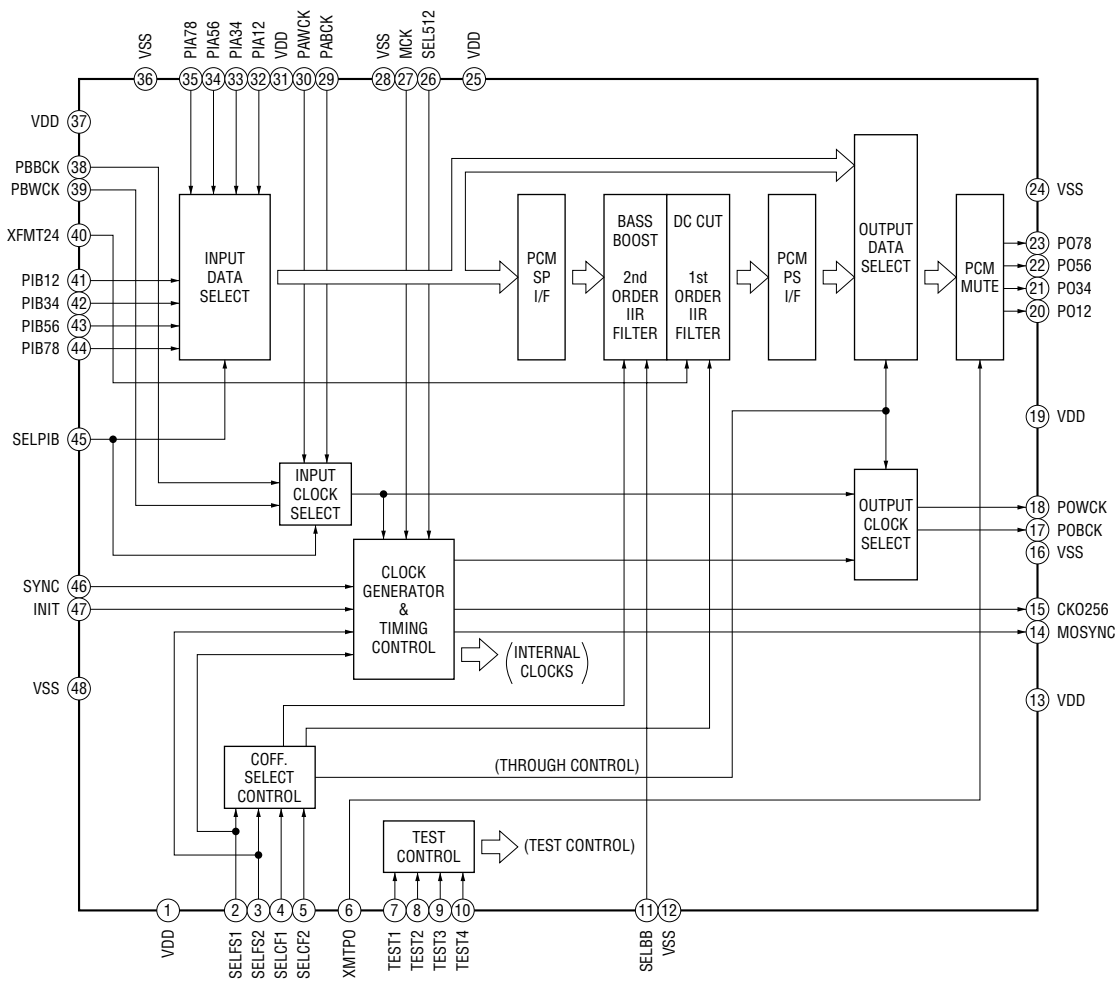 VSS
PIA78
PIA56
PIA34
PIA12
VDD
PAWCK
PABCK
VSS
MCK
SEL512
VDD
36
35
34
33
32
31
30
29
28
27
26
25
VDD 37
PBBCK 38
PBWCK 39
XFMT24 40
PIB12 41
PIB34 42
PIB56 43
PIB78 44
SELPIB 45
SYNC 46
INIT 47
VSS 48
INPUT
DATA
SELECT
PCM
SP
I/F
BASS
BOOST
2nd
ORDER
IIR
FILTER
DC CUT
1st
ORDER
IIR
FILTER
PCM
PS
I/F
OUTPUT
DATA
SELECT
PCM
MUTE
24 VSS
23 PO78
22 PO56
21 PO34
20 PO12
19 VDD
18 POWCK
17 POBCK
16 VSS
15 CKO256
14 MOSYNC
13 VDD
INPUT
CLOCK
SELECT
OUTPUT
CLOCK
SELECT
CLOCK
GENERATOR
&
TIMING
CONTROL
(INTERNAL
CLOCKS)
COFF.
SELECT
CONTROL
(THROUGH CONTROL)
TEST
CONTROL
(TEST CONTROL)
1
2
3
4
5
6
7
8
9
10
11
12
VDD
SELFS1
SELFS2
SELCF1
SELCF2
XMTPO
TEST1
TEST2
TEST3
TEST4
SELBB
VSS